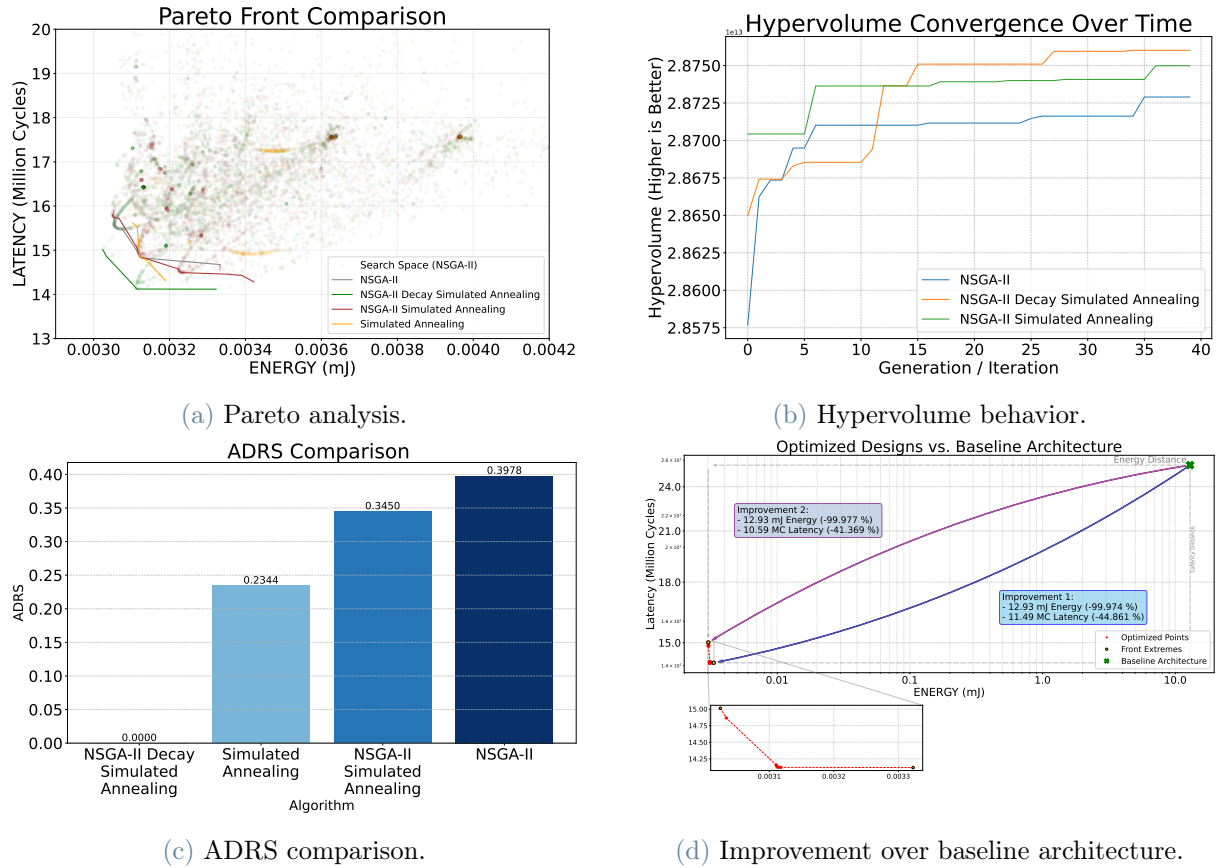 Pareto Front Comparison
LATENCY (Million Cycles)
20
19
18
17
16
15
14
13
0.0030
0.0032
0.0034
0.0036
0.0038
0.0040
0.0042
ENERGY (mJ)
Search Space (NSGA-II)
NSGA-II
NSGA-II Decay Simulated Annealing
NSGA-II Simulated Annealing
Simulated Annealing
(a) Pareto analysis.
Hypervolume Convergence Over Time
1e13
Hypervolume (Higher is Better)
2.8750
2.8725
2.8700
2.8675
2.8650
2.8625
2.8600
2.8575
0
5
10
15
20
25
30
35
40
Generation / Iteration
NSGA-II
NSGA-II Decay Simulated Annealing
NSGA-II Simulated Annealing
(b) Hypervolume behavior.
ADRS Comparison
ADRS
0.40
0.35
0.30
0.25
0.20
0.15
0.10
0.05
0.00
0.0000
0.2344
0.3450
0.3978
NSGA-II Decay
Simulated
Annealing
Simulated
Annealing
NSGA-II
Simulated
Annealing
NSGA-II
Algorithm
(c) ADRS comparison.
Optimized Designs vs. Baseline Architecture
Latency (Million Cycles)
24.0
21.0
18.0
15.0
Energy Distance
Improvement 2:
- 12.93 mJ Energy (-99.977 %)
- 10.59 MC Latency (-41.369 %)
Improvement 1:
- 12.93 mJ Energy (-99.974 %)
- 11.49 MC Latency (-44.861 %)
Optimized Points
Front Extremes
Baseline Architecture
0.01
0.1
1.0
10.0
ENERGY (mJ)
15.00
14.75
14.50
14.25
0.0031
0.0032
0.0033
(d) Improvement over baseline architecture.